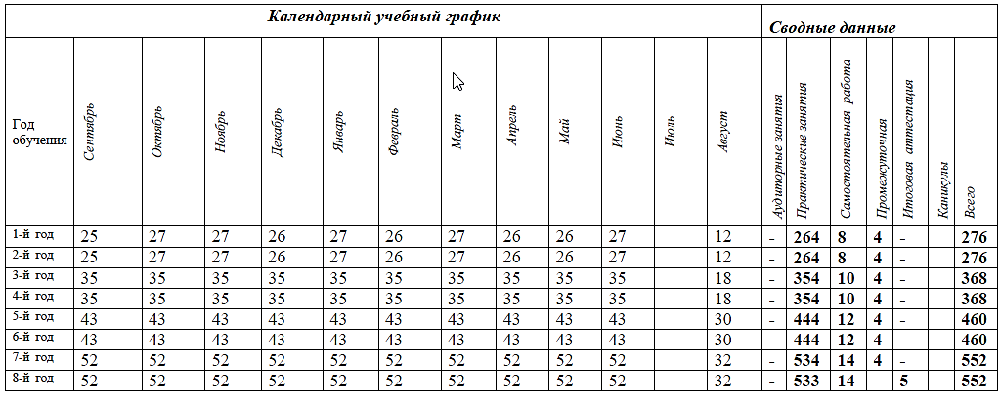 Календарный учебный график
Сводные данные
Год обучения Сентябрь Октябрь Ноябрь Декабрь Январь Февраль Март Апрель Май Июнь Июль Август Аудиторные занятия Практические занятия Самостоятельная работа Промежуточная Итоговая аттестация Каникулы Всего
1-й год 25 27 27 26 27 26 27 26 26 27 12 - 264 8 4 - 276
2-й год 25 27 27 26 27 26 27 26 26 27 12 - 264 8 4 - 276
3-й год 35 35 35 35 35 35 35 35 35 35 18 - 354 10 4 - 368
4-й год 35 35 35 35 35 35 35 35 35 35 18 - 354 10 4 - 368
5-й год 43 43 43 43 43 43 43 43 43 43 30 - 444 12 4 - 460
6-й год 43 43 43 43 43 43 43 43 43 43 30 - 444 12 4 - 460
7-й год 52 52 52 52 52 52 52 52 52 52 32 - 534 14 4 - 552
8-й год 52 52 52 52 52 52 52 52 52 52 32 - 533 14 5 552